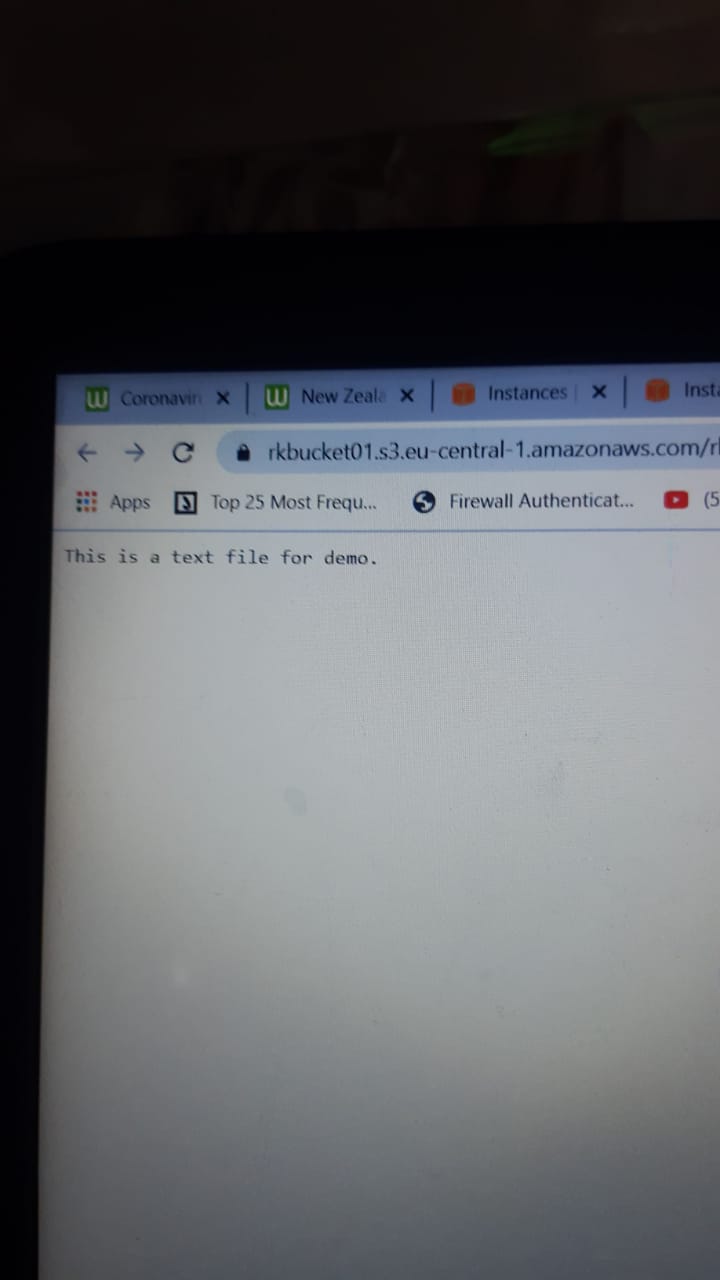 Coronavir
New Zeala
Instances
Inst
rkbucket01.s3.eu-central-1.amazonaws.com/r
Apps
Top 25 Most Frequ...
Firewall Authenticat...
(5
This is a text file for demo.